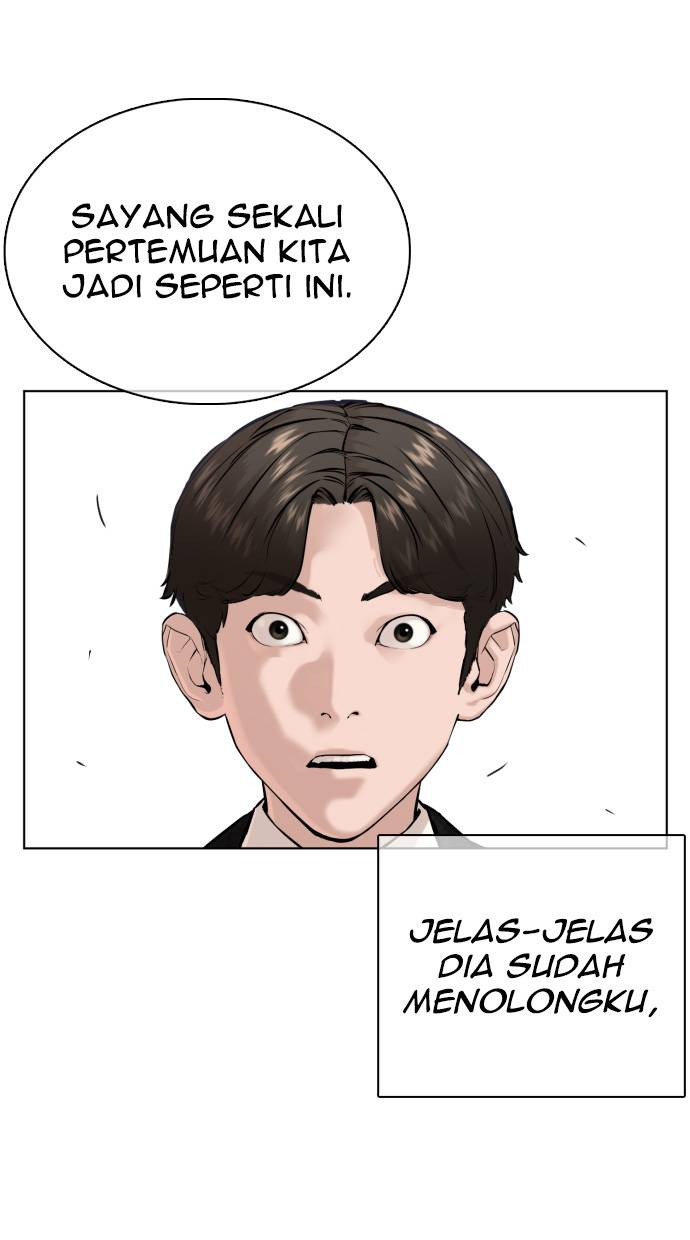 SAYANG SEKALI
PERTEMUAN KITA
JADI SEPERTI INI.
JELAS-JELAS
DIA SUDAH
MENOLONGKU,